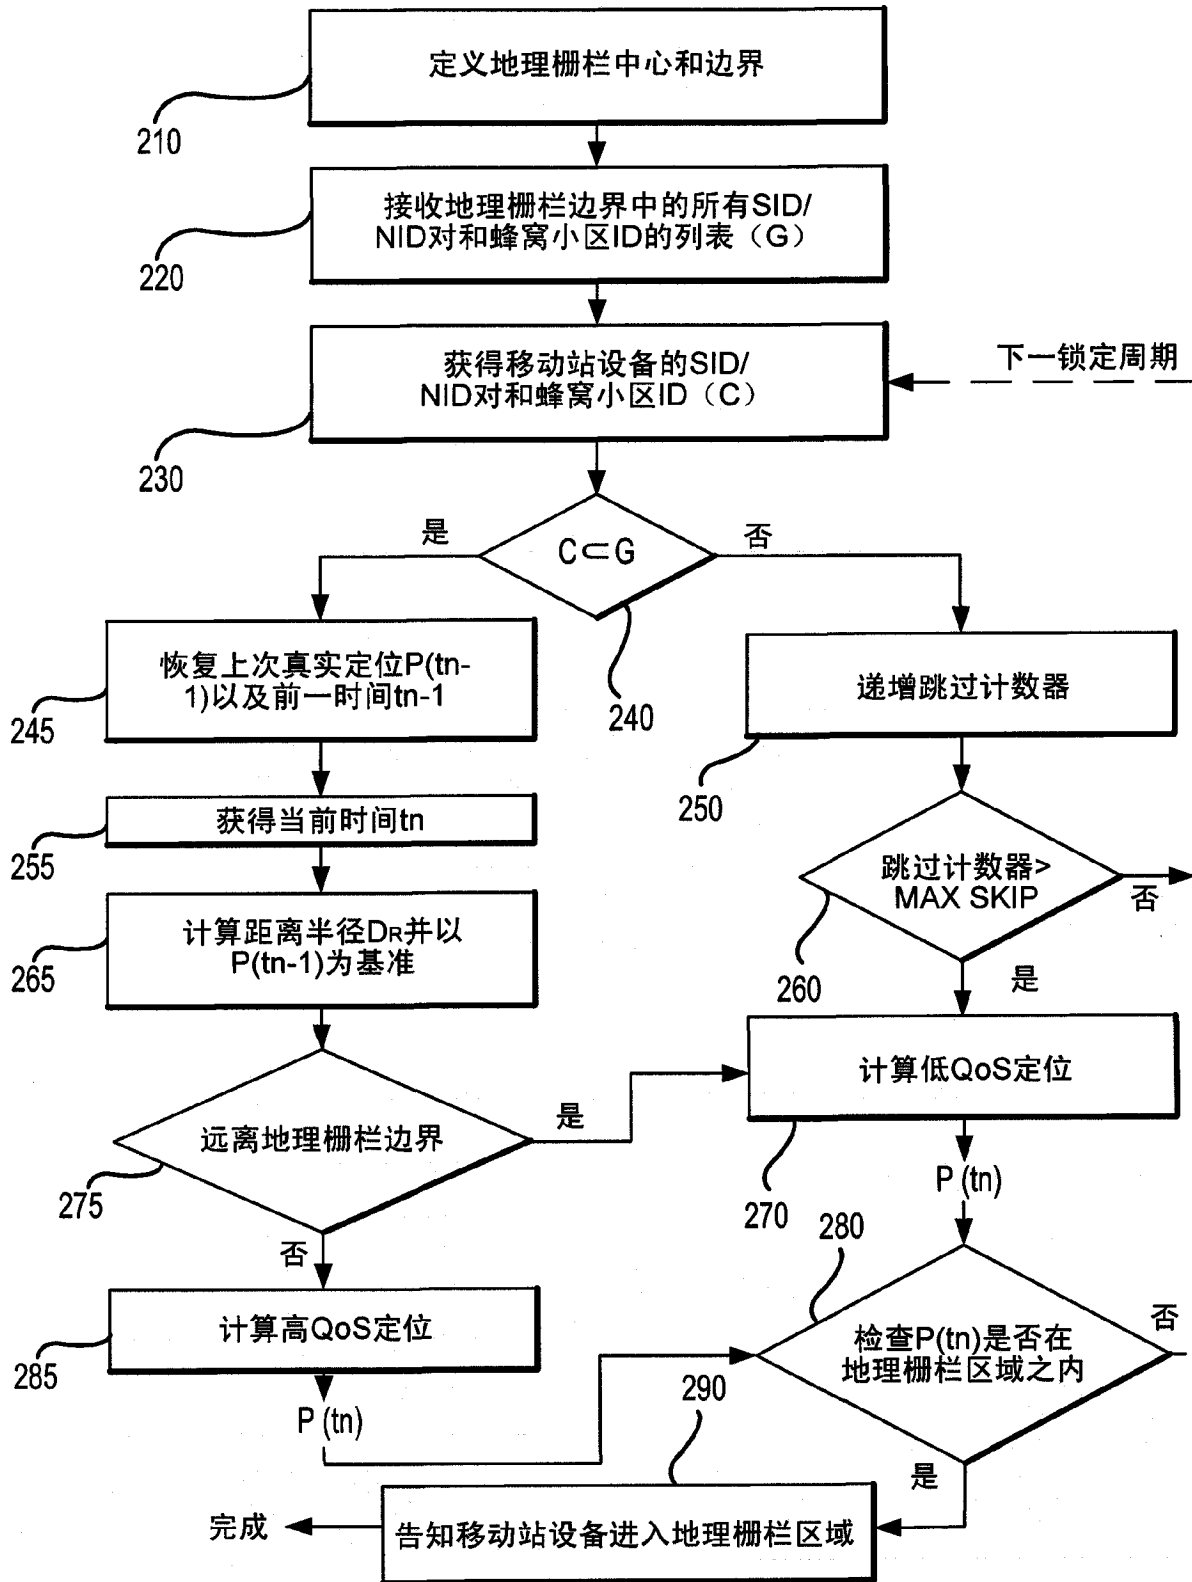 定义地理栅栏中心和边界
210
接收地理栅栏边界中的所有SID/
NID对和蜂窝小区ID的列表（G）
220
获得移动站设备的SID/
NID对和蜂窝小区ID（C）
230
下一锁定周期
是
C⊂G
否
240
恢复上次真实定位P(tn-
1)以及前一时间tn-1
245
递增跳过计数器
250
获得当前时间tn
255
跳过计数器>
MAX SKIP
否
260
是
计算距离半径DR并以
P(tn-1)为基准
265
计算低QoS定位
270
远离地理栅栏边界
是
275
否
P (tn)
280
计算高QoS定位
285
检查P(tn)是否在
地理栅栏区域之内
否
P (tn)
290
是
告知移动站设备进入地理栅栏区域
完成